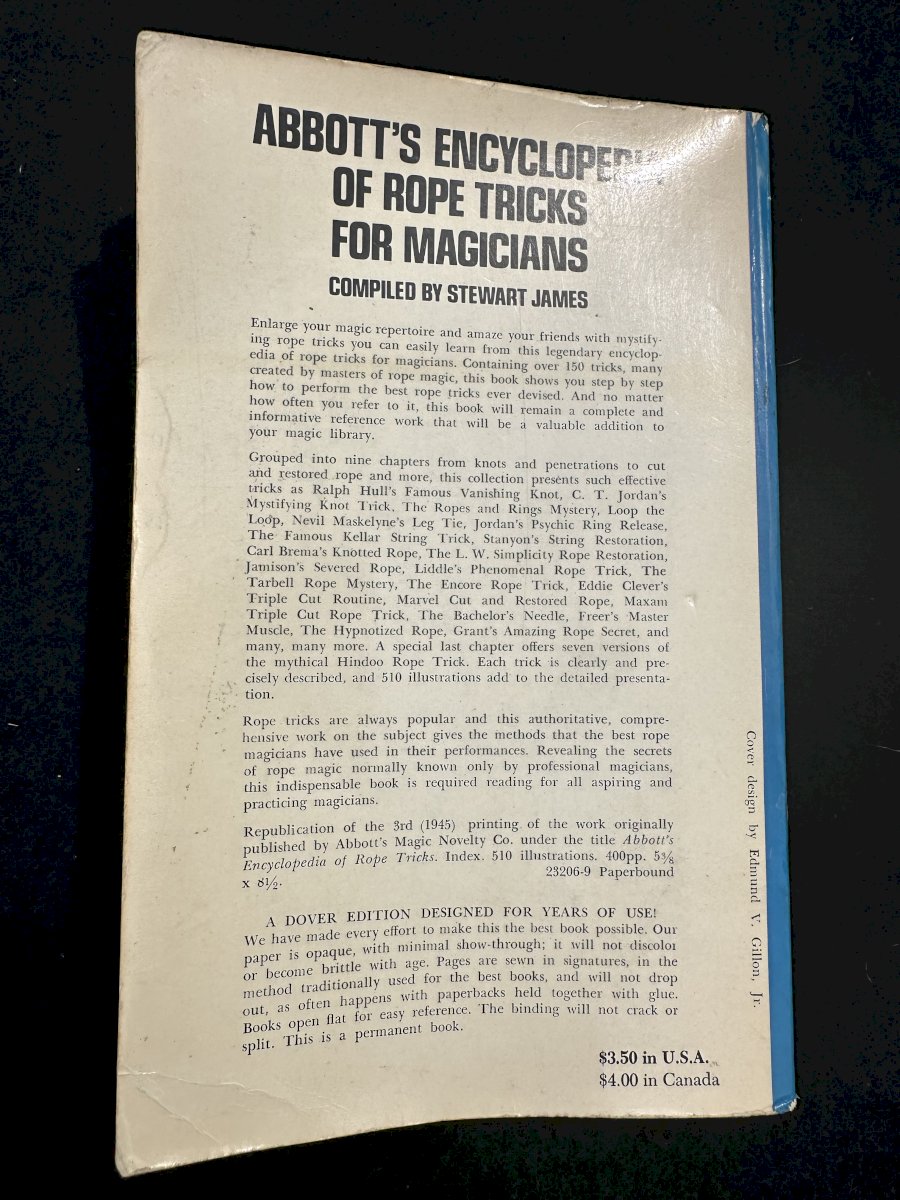 ABBOTT'S ENCYCLOPEDIA
OF ROPE TRICKS
FOR MAGICIANS
COMPILED BY STEWART JAMES
Enlarge your magic repertoire and amaze your friends with mystify-
ing rope tricks you can easily learn from this legendary encyclop-
edia of rope tricks for magicians. Containing over 150 tricks, many
created by masters of rope magic, this book shows you step by step
how to perform the best rope tricks ever devised. And no matter
how often you refer to it, this book will remain a complete and
informative reference work that will be a valuable addition to
your magic library.
Grouped into nine chapters from knots and penetrations to cut
and restored rope and more, this collection presents such effective
tricks as Ralph Hull's Famous Vanishing Knot, C. T. Jordan's
Mystifying Knot Trick, The Ropes and Rings Mystery, Loop the
Loop, Nevil Maskelyne's Leg Tie, Jordan's Psychic Ring Release,
The Famous Kellar String Trick, Stanyon's String Restoration,
Carl Brema's Knotted Rope, The L. W. Simplicity Rope Restoration,
Jamison's Severed Rope, Liddle's Phenomenal Rope Trick, The
Tarbell Rope Mystery, The Encore Rope Trick, Eddie Clever's
Triple Cut Routine, Marvel Cut and Restored Rope, Maxam
Triple Cut Rope Trick, The Bachelor's Needle, Freer's Master
Muscle, The Hypnotized Rope, Grant's Amazing Rope Secret, and
many, many more. A special last chapter offers seven versions of
the mythical Hindoo Rope Trick. Each trick is clearly and pre-
cisely described, and 510 illustrations add to the detailed presenta-
tion.
Rope tricks are always popular and this authoritative, compre-
hensive work on the subject gives the methods that the best rope
magicians have used in their performances. Revealing the secrets
of rope magic normally known only by professional magicians,
this indispensable book is required reading for all aspiring and
practicing magicians.
Republication of the 3rd (1945) printing of the work originally
published by Abbott's Magic Novelty Co. under the title Abbott's
Encyclopedia of Rope Tricks. Index. 510 illustrations. 400pp. 5⅜
x 8½. 23206-9 Paperbound
A DOVER EDITION DESIGNED FOR YEARS OF USE!
We have made every effort to make this the best book possible. Our
paper is opaque, with minimal show-through; it will not discolor
or become brittle with age. Pages are sewn in signatures, in the
method traditionally used for the best books, and will not drop
out, as often happens with paperbacks held together with glue.
Books open flat for easy reference. The binding will not crack or
split. This is a permanent book.
$3.50 in U.S.A.
$4.00 in Canada
Cover design by Edmund V. Gillon, Jr.